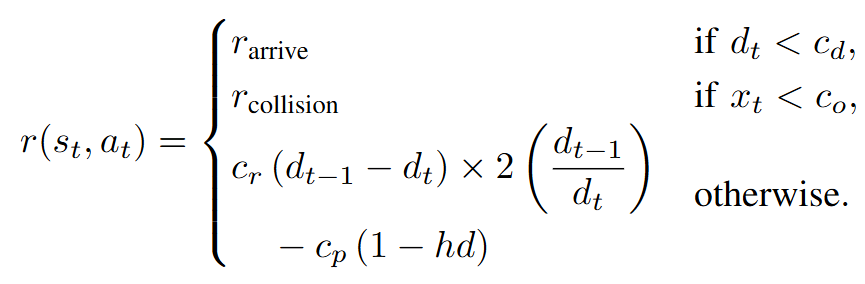 r_arrive if d_t < c_d,
r_collision if x_t < c_o,
r(s_t, a_t) = c_r (d_{t−1} − d_t) × 2 (d_{t−1} / d_t)
otherwise.
− c_p (1 − hd)